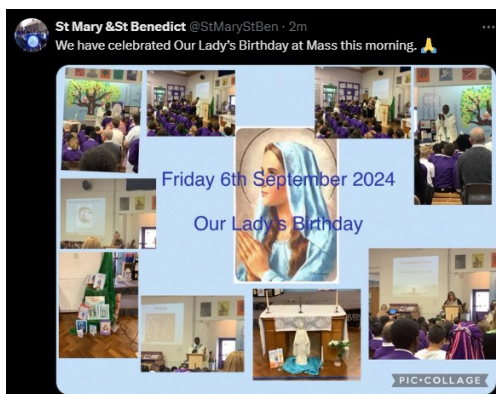 St Mary &St Benedict @StMaryStBen · 2m
We have celebrated Our Lady's Birthday at Mass this morning. 🙏
Friday 6th September 2024
Our Lady's Birthday
PIC•COLLAGE